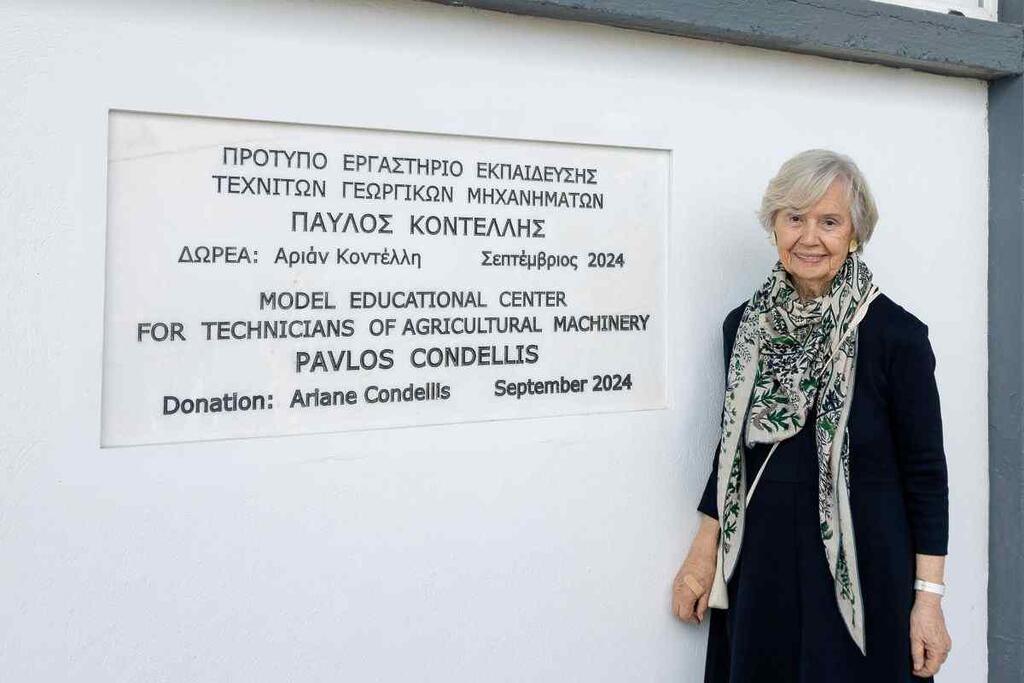 ΠΡΟΤΥΠΟ ΕΡΓΑΣΤΗΡΙΟ ΕΚΠΑΙΔΕΥΣΗΣ
ΤΕΧΝΙΤΩΝ ΓΕΩΡΓΙΚΩΝ ΜΗΧΑΝΗΜΑΤΩΝ
ΠΑΥΛΟΣ ΚΟΝΤΕΛΛΗΣ
ΔΩΡΕΑ: Αριάν Κοντέλλη Σεπτέμβριος 2024
MODEL EDUCATIONAL CENTER
FOR TECHNICIANS OF AGRICULTURAL MACHINERY
PAVLOS CONDELLIS
Donation: Ariane Condellis September 2024